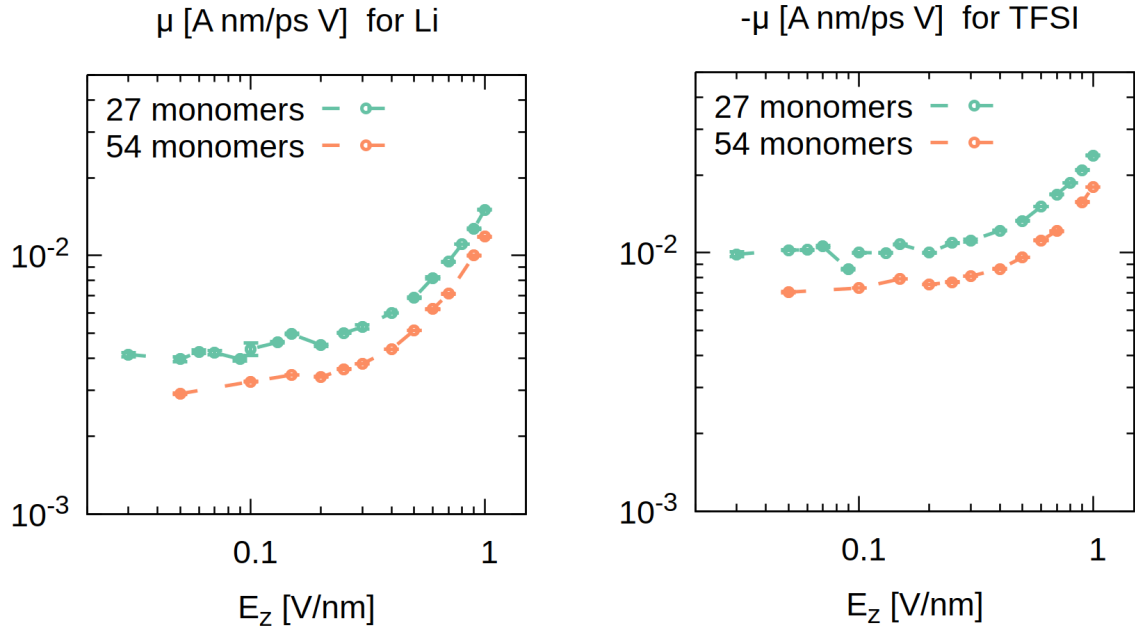 μ [A nm/ps V]  for Li
27 monomers
54 monomers
10-2
10-3
0.1
1
Ez [V/nm]
-μ [A nm/ps V]  for TFSI
27 monomers
54 monomers
10-2
10-3
0.1
1
Ez [V/nm]